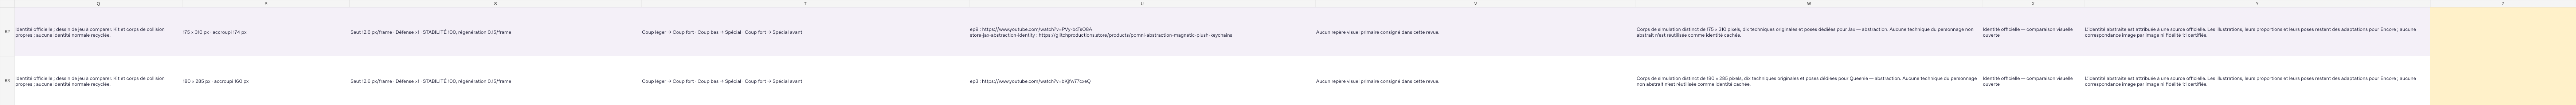 Q R S T U V W X Y Z
62
Identité officielle ; dessin de jeu à comparer. Kit et corps de collision
propres ; aucune identité normale recyclée.
175 × 310 px · accroupi 174 px
Saut 12.6 px/frame · Défense ×1 · STABILITÉ 100, régénération 0.15/frame
Coup léger → Coup fort · Coup bas → Spécial · Coup fort → Spécial avant
ep9 : https://www.youtube.com/watch?v=PVy-bcTsO8A
store-jax-abstraction-identity : https://glitchproductions.store/products/pomni-abstraction-magnetic-plush-keychains
Aucun repère visuel primaire consigné dans cette revue.
Corps de simulation distinct de 175 × 310 pixels, dix techniques originales et poses dédiées pour Jax — abstraction. Aucune technique du personnage non
abstrait n'est réutilisée comme identité cachée.
Identité officielle — comparaison visuelle
ouverte
L'identité abstraite est attribuée à une source officielle. Les illustrations, leurs proportions et leurs poses restent des adaptations pour Encore ; aucune
correspondance image par image ni fidélité 1:1 certifiée.
63
Identité officielle ; dessin de jeu à comparer. Kit et corps de collision
propres ; aucune identité normale recyclée.
180 × 285 px · accroupi 160 px
Saut 12.6 px/frame · Défense ×1 · STABILITÉ 100, régénération 0.15/frame
Coup léger → Coup fort · Coup bas → Spécial · Coup fort → Spécial avant
ep3 : https://www.youtube.com/watch?v=bKjfw77cseQ
Aucun repère visuel primaire consigné dans cette revue.
Corps de simulation distinct de 180 × 285 pixels, dix techniques originales et poses dédiées pour Queenie — abstraction. Aucune technique du personnage
non abstrait n'est réutilisée comme identité cachée.
Identité officielle — comparaison visuelle
ouverte
L'identité abstraite est attribuée à une source officielle. Les illustrations, leurs proportions et leurs poses restent des adaptations pour Encore ; aucune
correspondance image par image ni fidélité 1:1 certifiée.